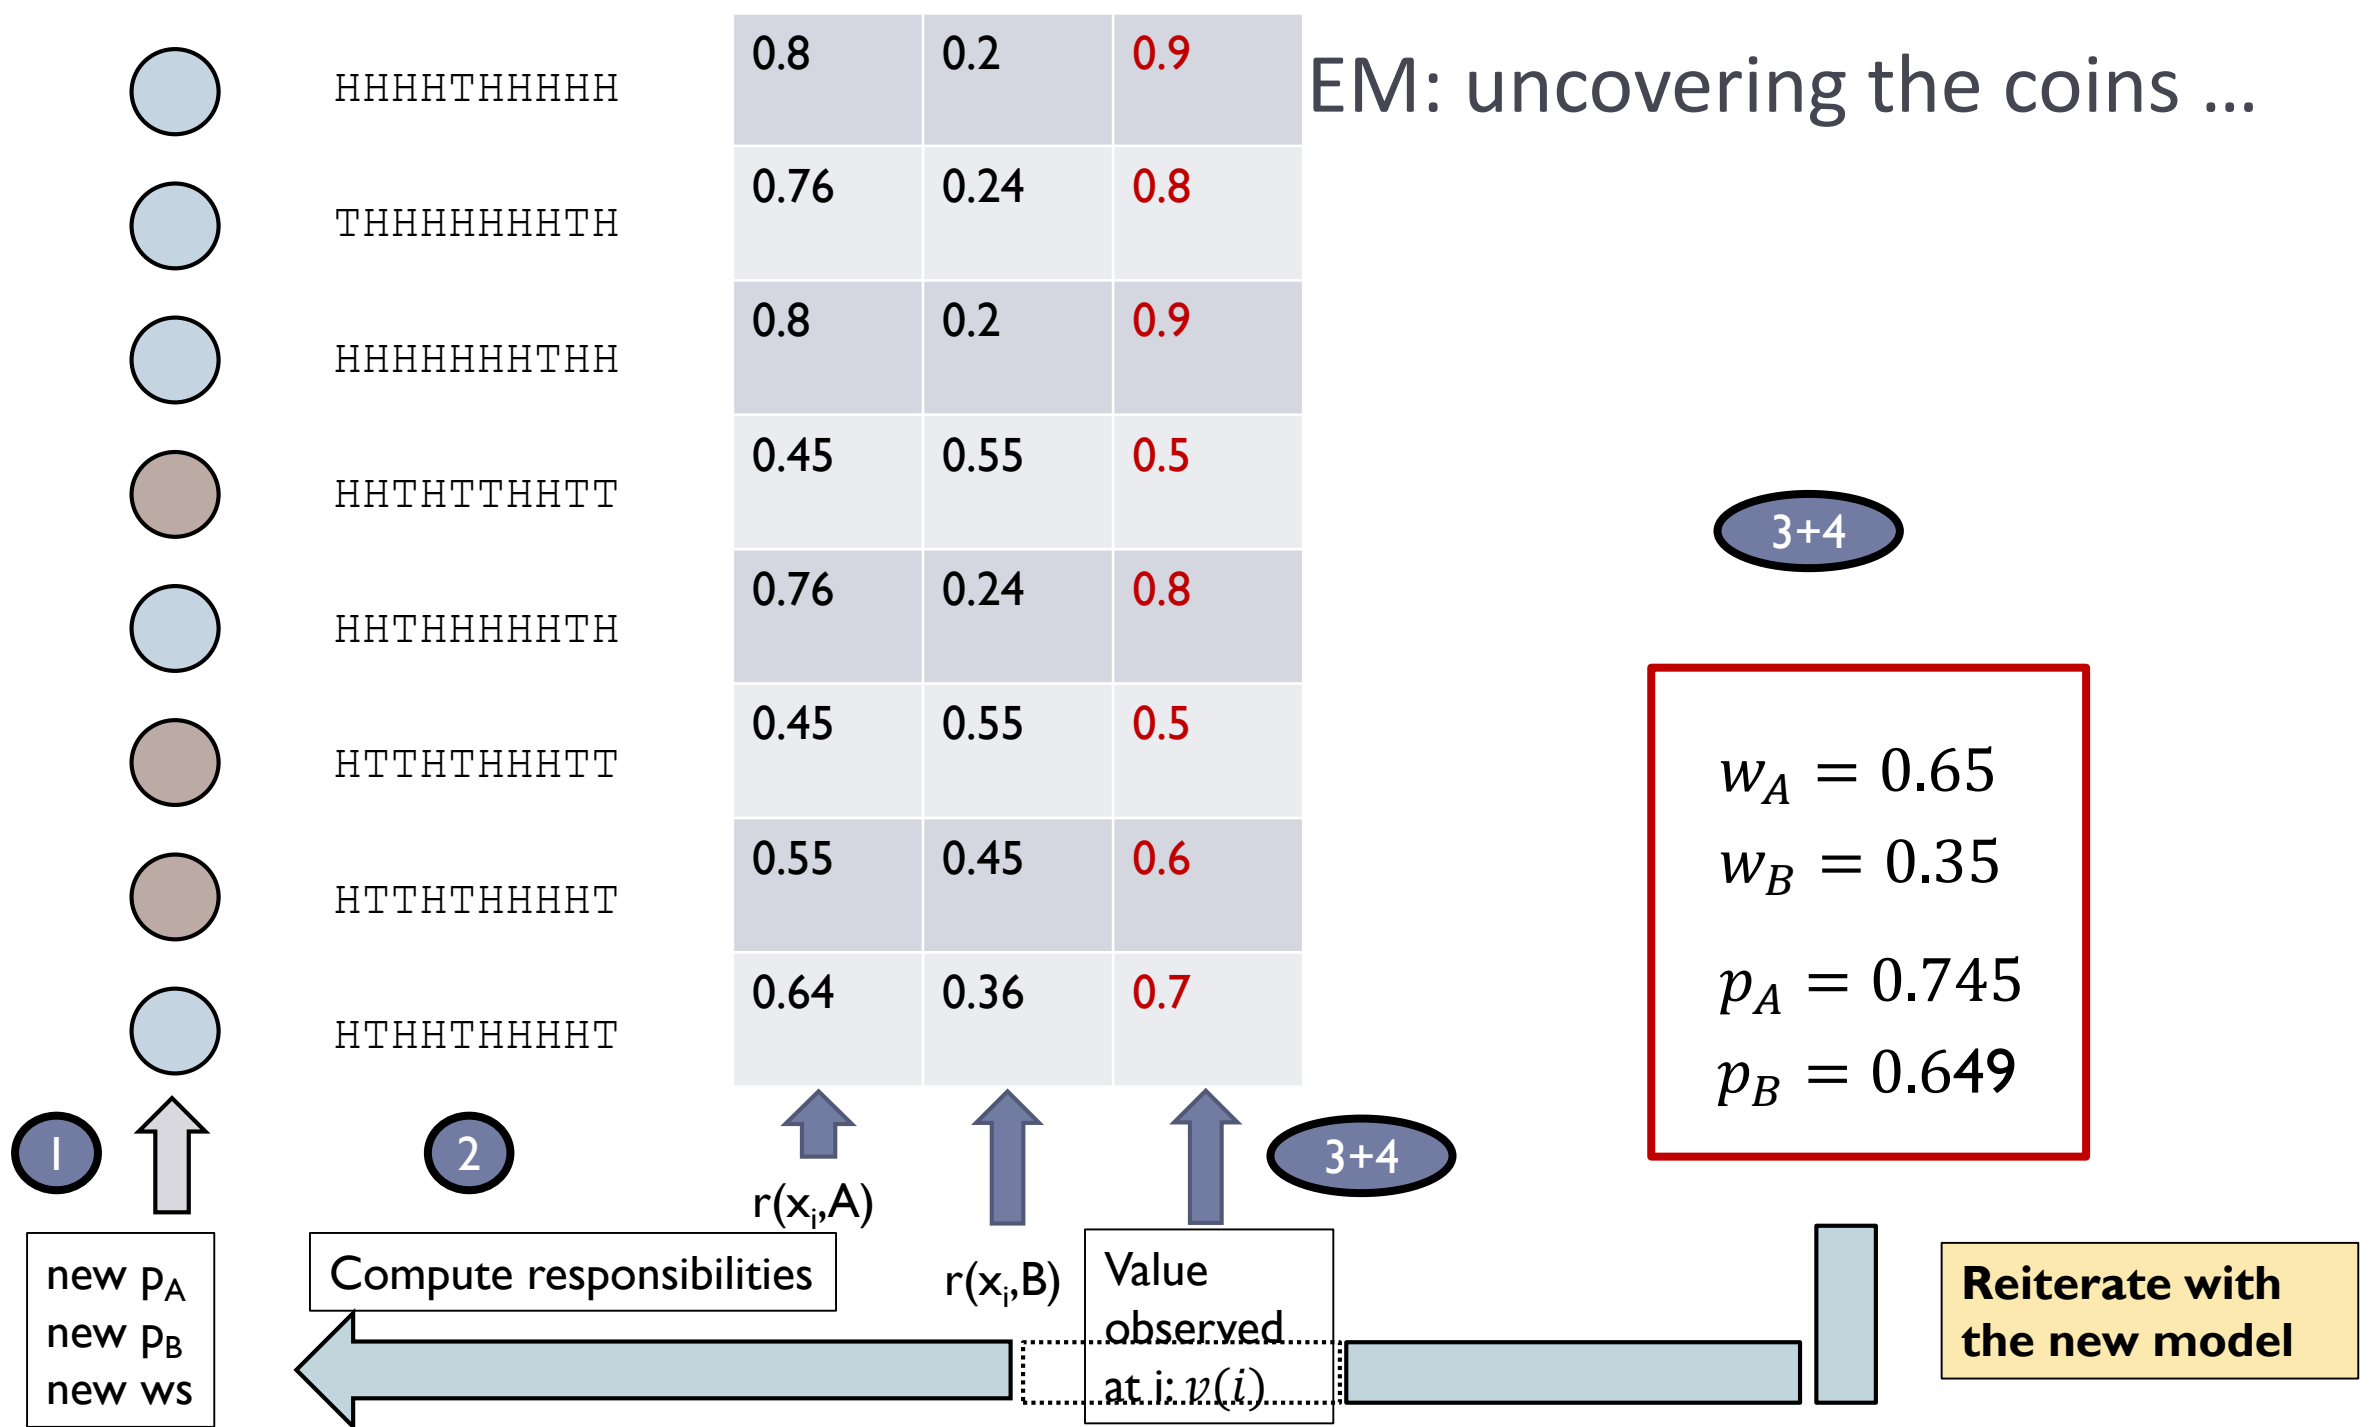 EM: uncovering the coins …
HHHHTHHHHH 0.8 0.2 0.9
THHHHHHHTH 0.76 0.24 0.8
HHHHHHHTHH 0.8 0.2 0.9
HHTHTTHHTT 0.45 0.55 0.5
HHTHHHHHTH 0.76 0.24 0.8
HTTHTHHHTT 0.45 0.55 0.5
HTTHTHHHHT 0.55 0.45 0.6
HTHHTHHHHT 0.64 0.36 0.7
3+4
w_A = 0.65
w_B = 0.35
p_A = 0.745
p_B = 0.649
1
2
3+4
r(x_i,A)
r(x_i,B)
new p_A
new p_B
new ws
Compute responsibilities
Value
observed
at i: v(i)
Reiterate with
the new model